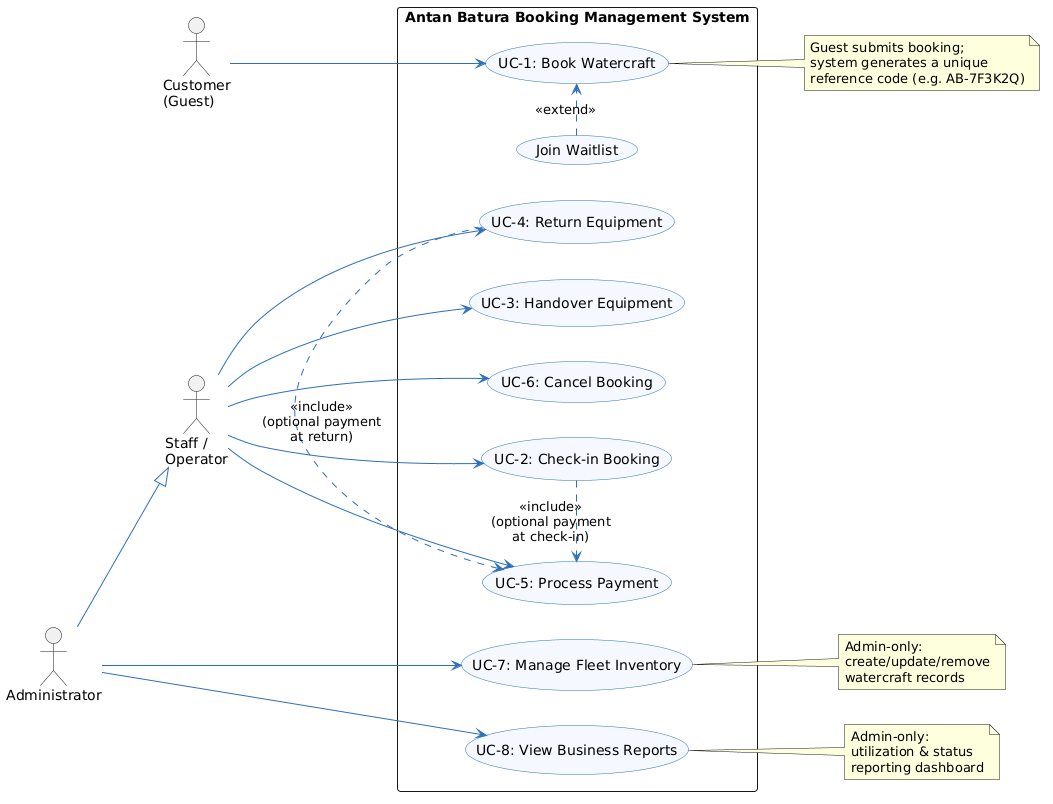 Antan Batura Booking Management System
Customer
(Guest)
UC-1: Book Watercraft
Guest submits booking;
system generates a unique
reference code (e.g. AB-7F3K2Q)
«extend»
Join Waitlist
UC-4: Return Equipment
UC-3: Handover Equipment
UC-6: Cancel Booking
«include»
(optional payment
at return)
Staff /
Operator
UC-2: Check-in Booking
«include»
(optional payment
at check-in)
UC-5: Process Payment
Administrator
UC-7: Manage Fleet Inventory
Admin-only:
create/update/remove
watercraft records
UC-8: View Business Reports
Admin-only:
utilization & status
reporting dashboard